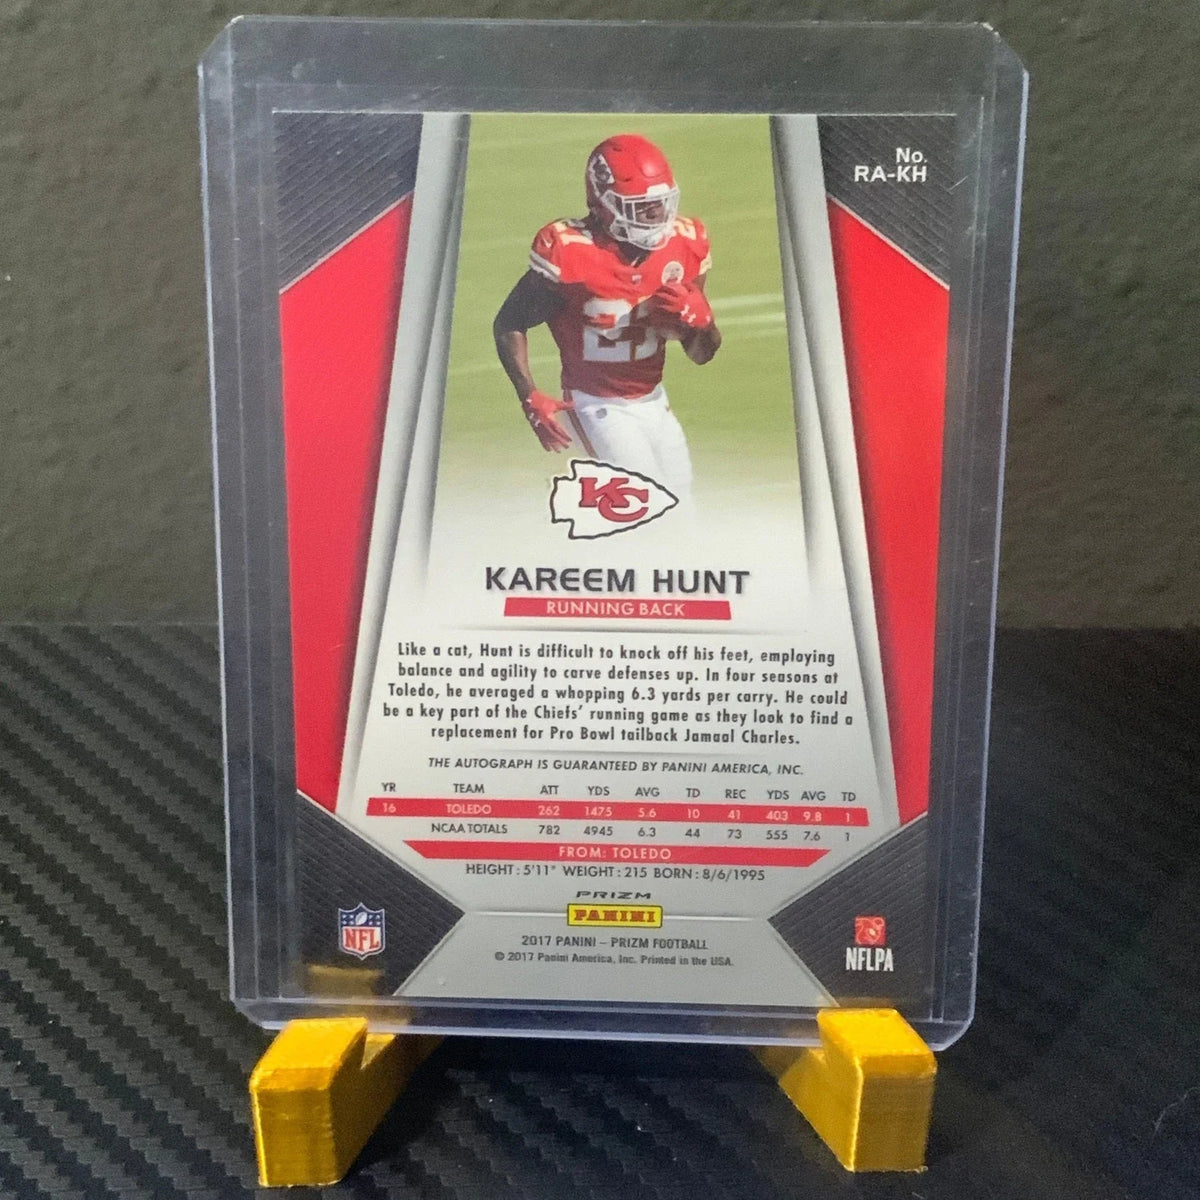 No.
RA-KH
27
27
KC
KAREEM HUNT
RUNNING BACK
Like a cat, Hunt is difficult to knock off his feet, employing
balance and agility to carve defenses up. In four seasons at
Toledo, he averaged a whopping 6.3 yards per carry. He could
be a key part of the Chiefs' running game as they look to find a
replacement for Pro Bowl tailback Jamaal Charles.
THE AUTOGRAPH IS GUARANTEED BY PANINI AMERICA, INC.
YR TEAM ATT YDS AVG TD REC YDS AVG TD
16 TOLEDO 262 1475 5.6 10 41 403 9.8 1
NCAA TOTALS 782 4945 6.3 44 73 555 7.6 1
FROM: TOLEDO
HEIGHT: 5'11" WEIGHT: 215 BORN: 8/6/1995
PRIZM
PANINI
2017 PANINI – PRIZM FOOTBALL
© 2017 Panini America, Inc. Printed in the USA.
NFL
NFLPA